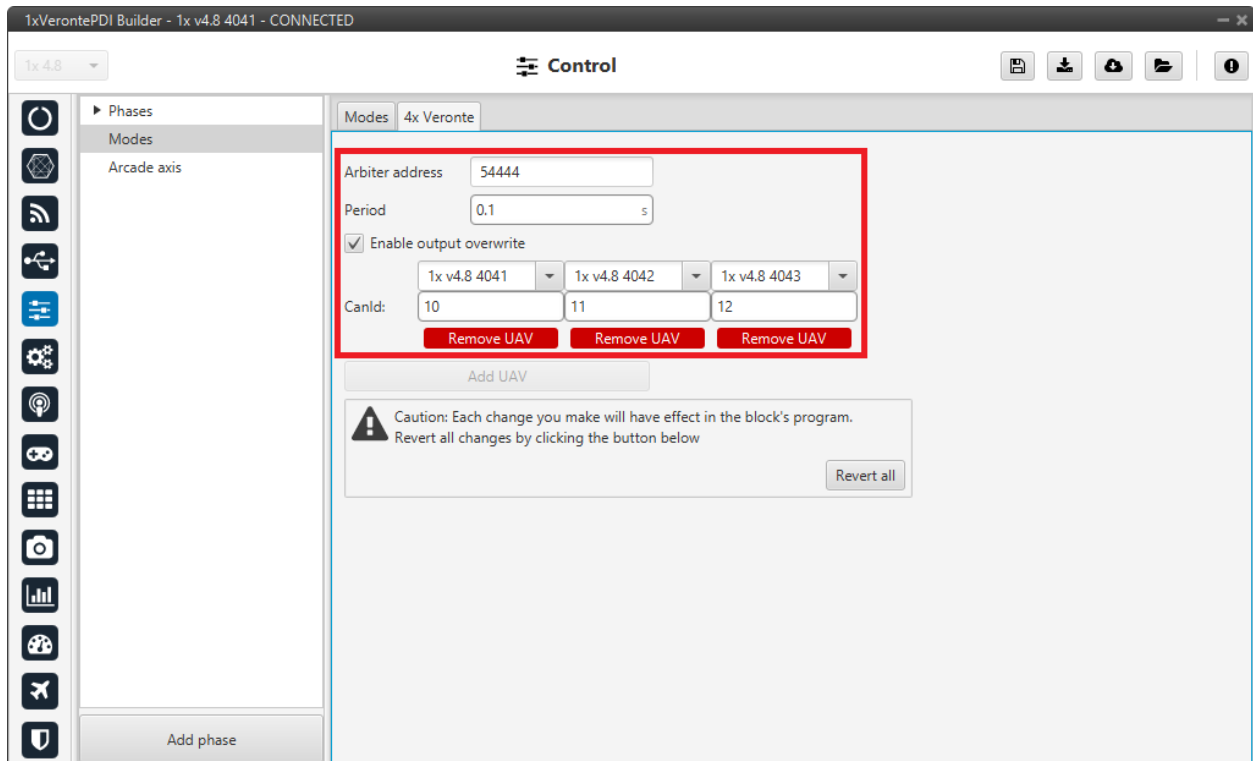 1xVerontePDI Builder - 1x v4.8 4041 - CONNECTED
1x 4.8
Control
Phases
Modes
Arcade axis
Add phase
Modes 4x Veronte
Arbiter address 54444
Period 0.1 s
Enable output overwrite
1x v4.8 4041 1x v4.8 4042 1x v4.8 4043
CanId: 10 11 12
Remove UAV Remove UAV Remove UAV
Add UAV
Caution: Each change you make will have effect in the block's program.
Revert all changes by clicking the button below
Revert all